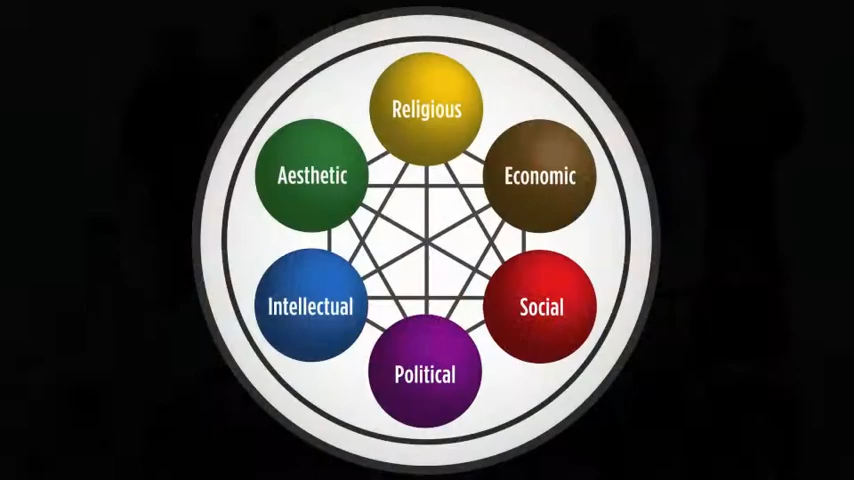 Religious
Aesthetic
Economic
Intellectual
Social
Political